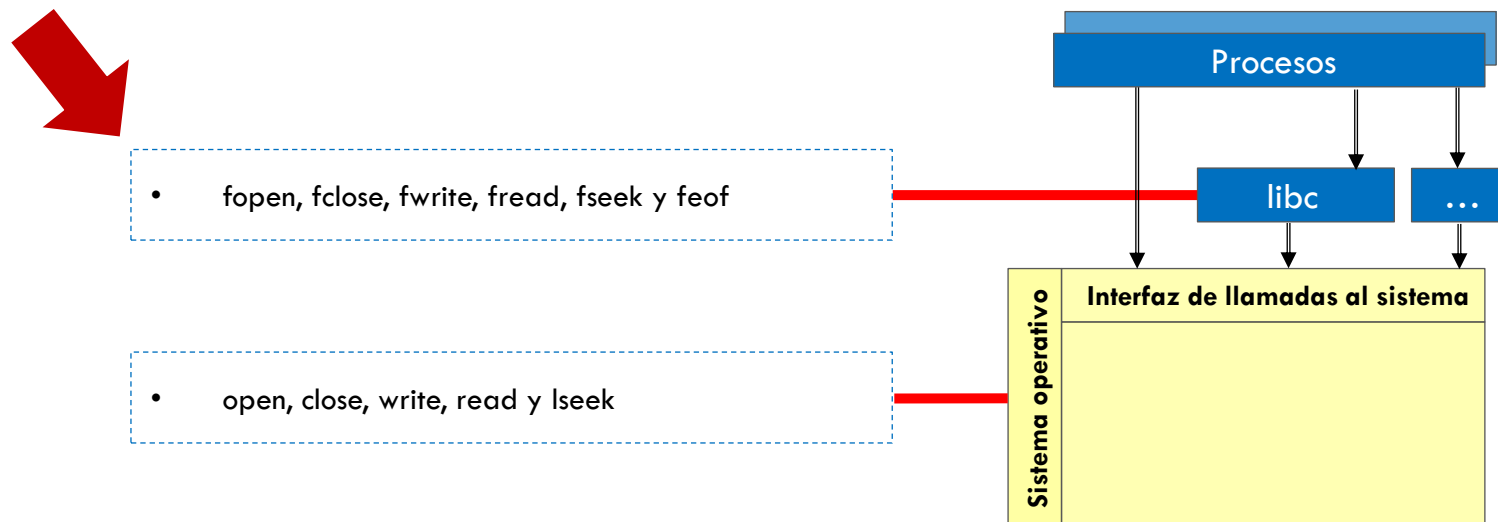 Procesos
• fopen, fclose, fwrite, fread, fseek y feof
libc
...
Interfaz de llamadas al sistema
Sistema operativo
• open, close, write, read y lseek